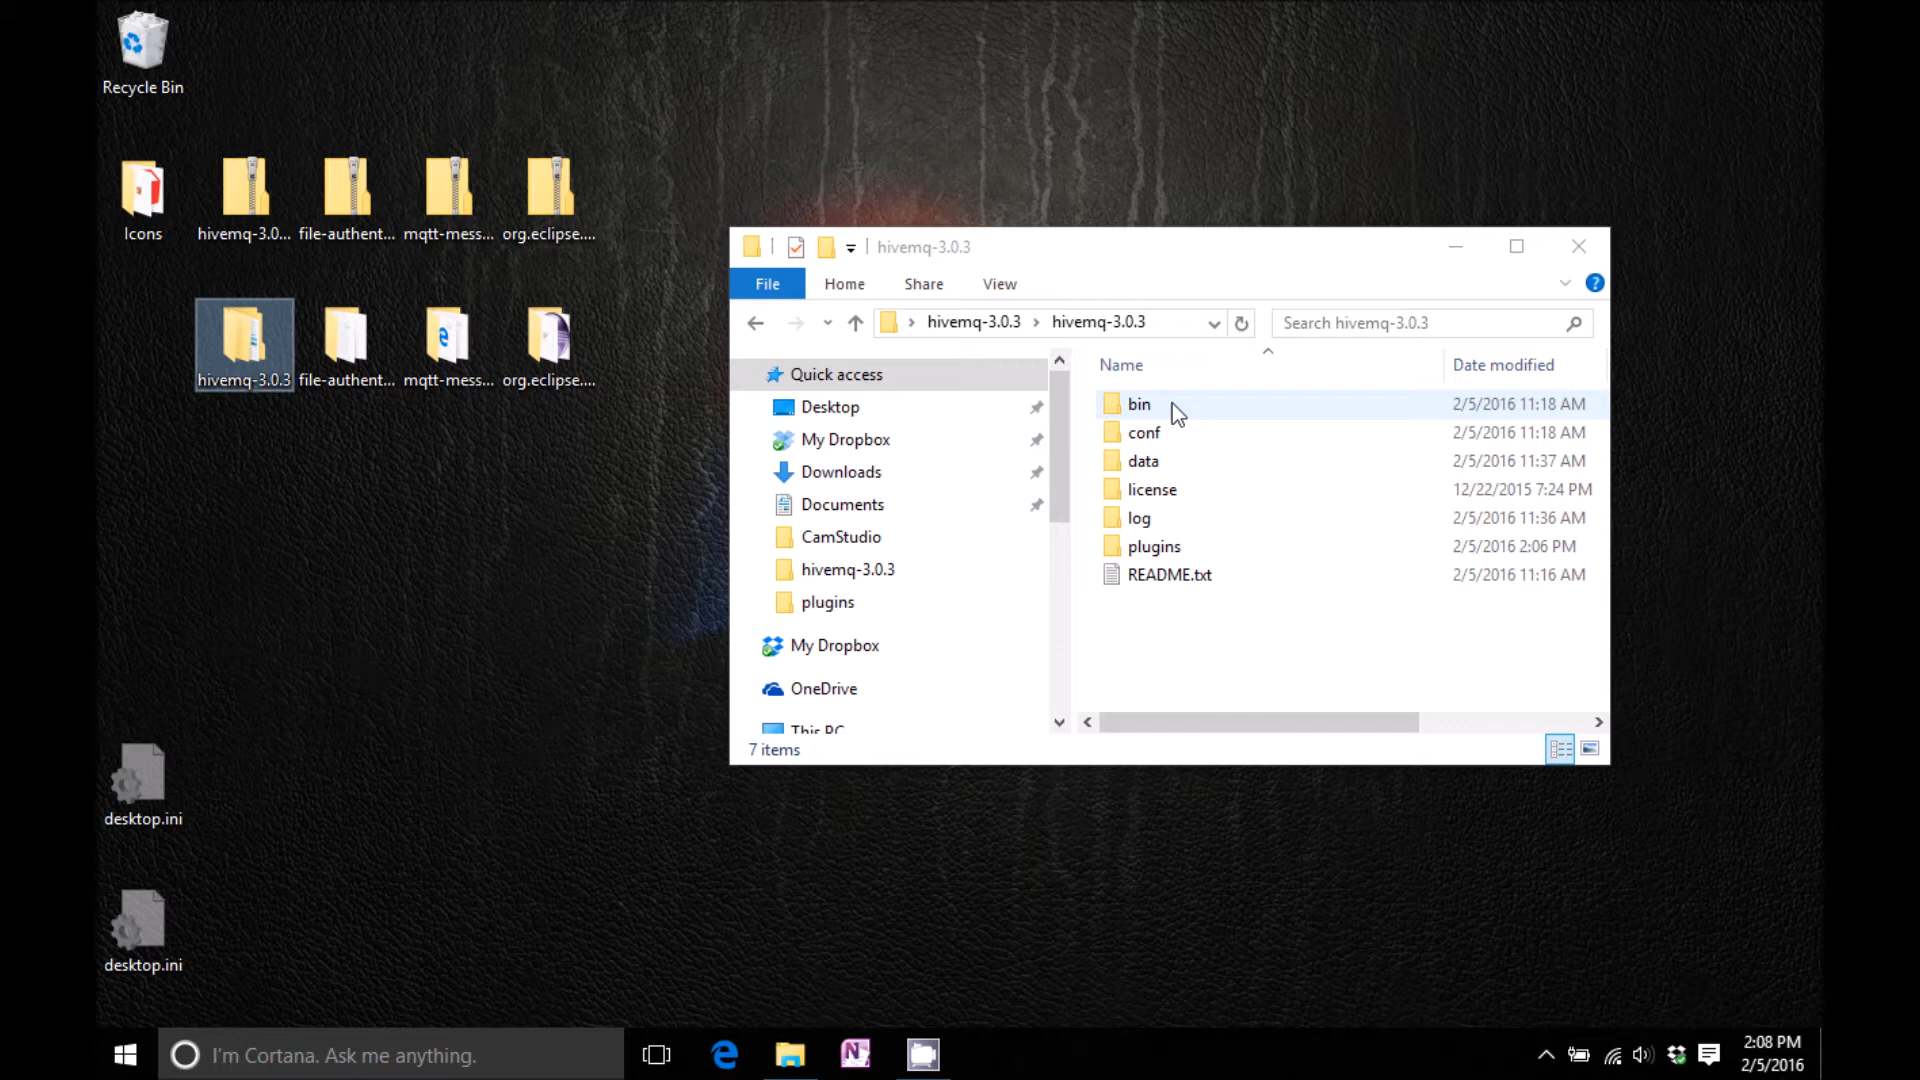 Recycle Bin
Icons
hivemq-3.0...
file-authent...
mqtt-mess...
org.eclipse....
hivemq-3.0.3
file-authent...
mqtt-mess...
org.eclipse....
desktop.ini
desktop.ini
hivemq-3.0.3
File
Home
Share
View
hivemq-3.0.3
hivemq-3.0.3
Search hivemq-3.0.3
Quick access
Desktop
My Dropbox
Downloads
Documents
CamStudio
hivemq-3.0.3
plugins
My Dropbox
OneDrive
This PC
Name
Date modified
bin
2/5/2016 11:18 AM
conf
2/5/2016 11:18 AM
data
2/5/2016 11:37 AM
license
12/22/2015 7:24 PM
log
2/5/2016 11:36 AM
plugins
2/5/2016 2:06 PM
README.txt
2/5/2016 11:16 AM
7 items
I'm Cortana. Ask me anything.
2:08 PM
2/5/2016